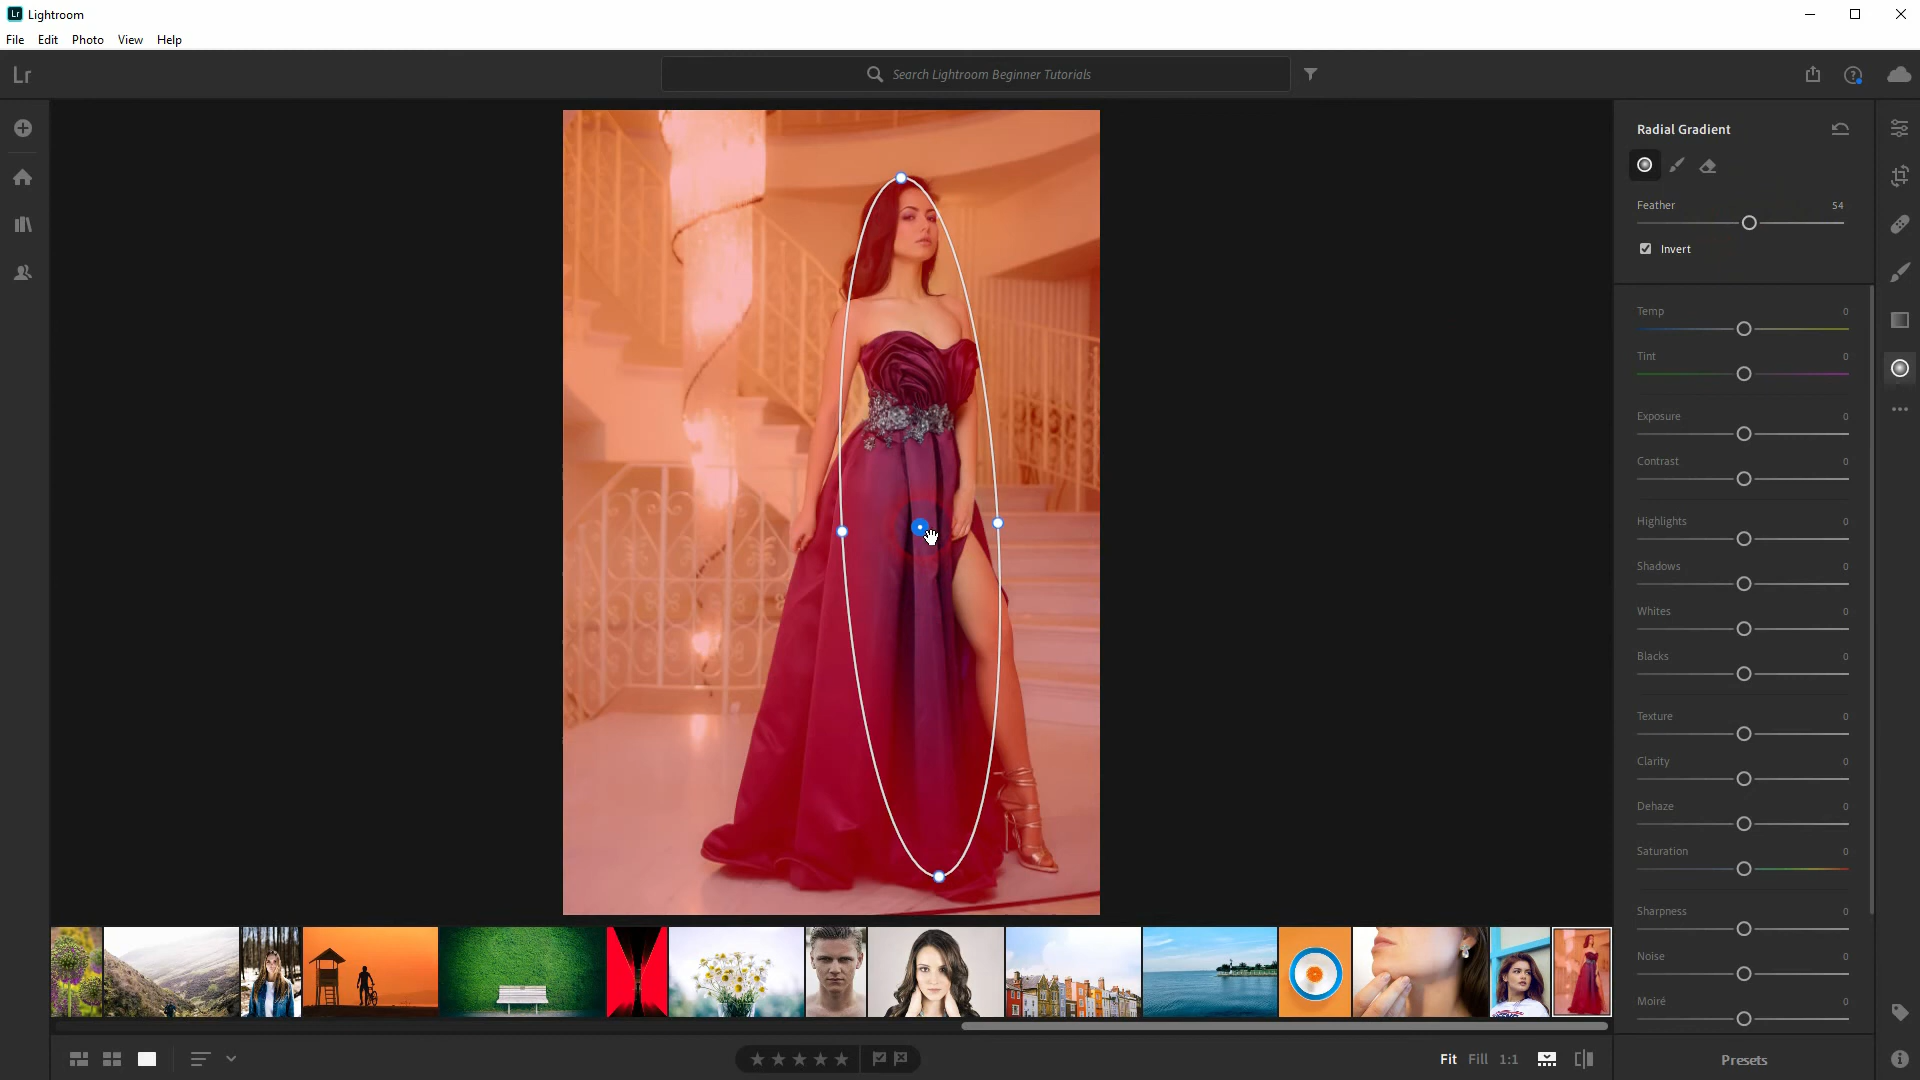 Lr Lightroom
File Edit Photo View Help
Lr
Search Lightroom Beginner Tutorials
Radial Gradient
Feather 54
Invert
Temp 0
Tint 0
Exposure 0
Contrast 0
Highlights 0
Shadows 0
Whites 0
Blacks 0
Texture 0
Clarity 0
Dehaze 0
Saturation 0
Sharpness 0
Noise 0
Moiré 0
Fit Fill 1:1
Presets